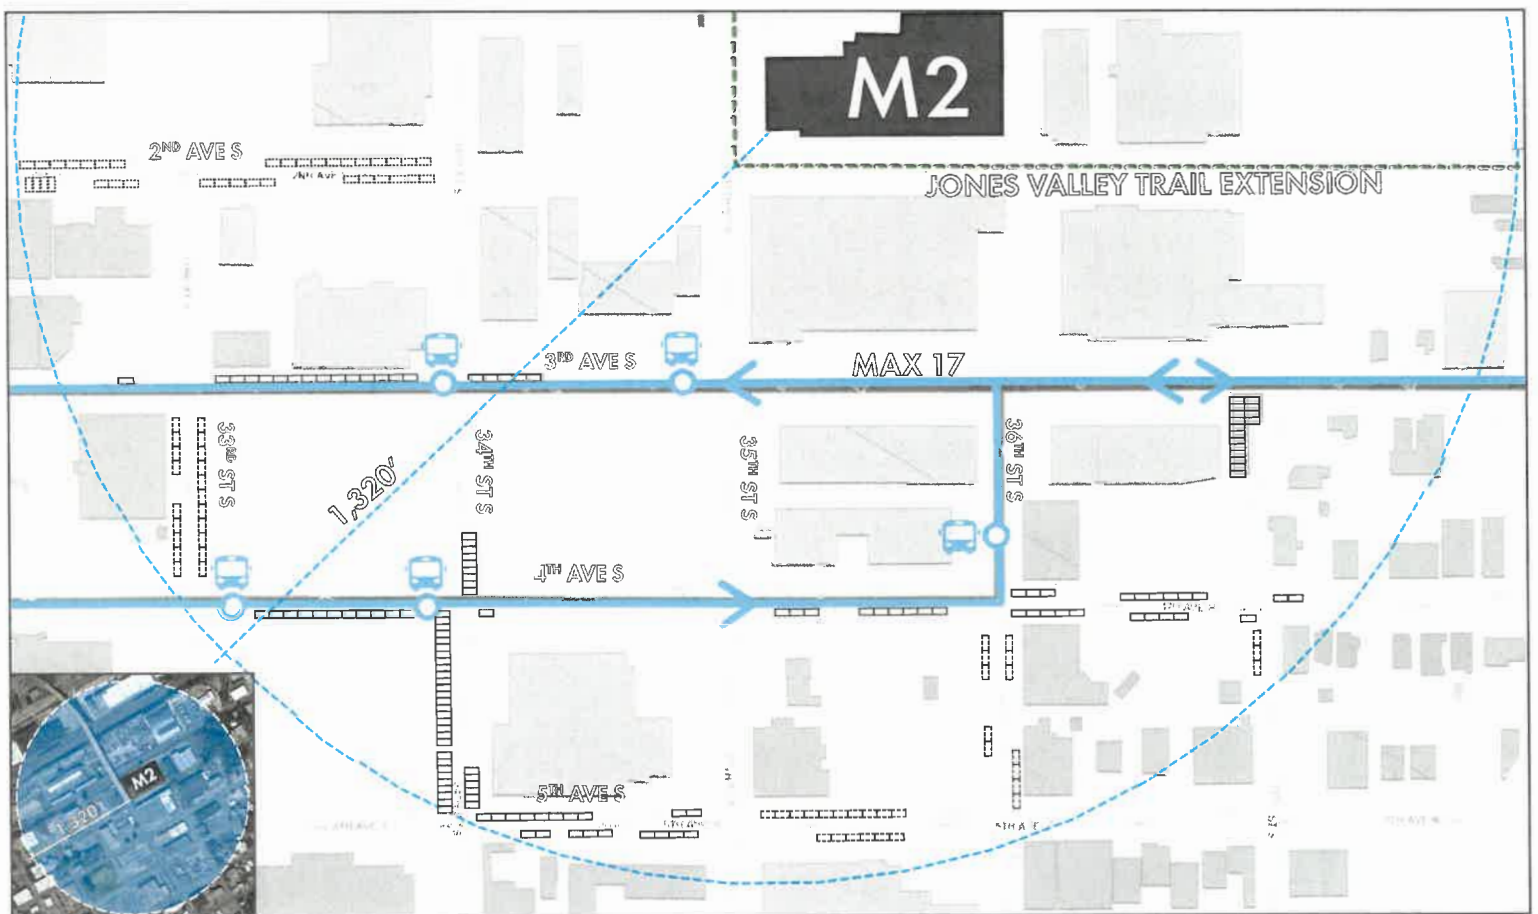 M2
2ND AVE S
JONES VALLEY TRAIL EXTENSION
3RD AVE S
MAX 17
33RD ST S
34TH ST S
35TH ST S
36TH ST S
1,320'
4TH AVE S
5TH AVE S
M2
1,320'